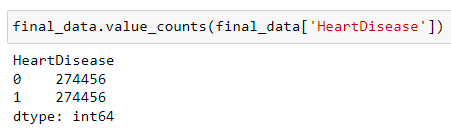 final_data.value_counts(final_data['HeartDisease'])
HeartDisease
0    274456
1    274456
dtype: int64